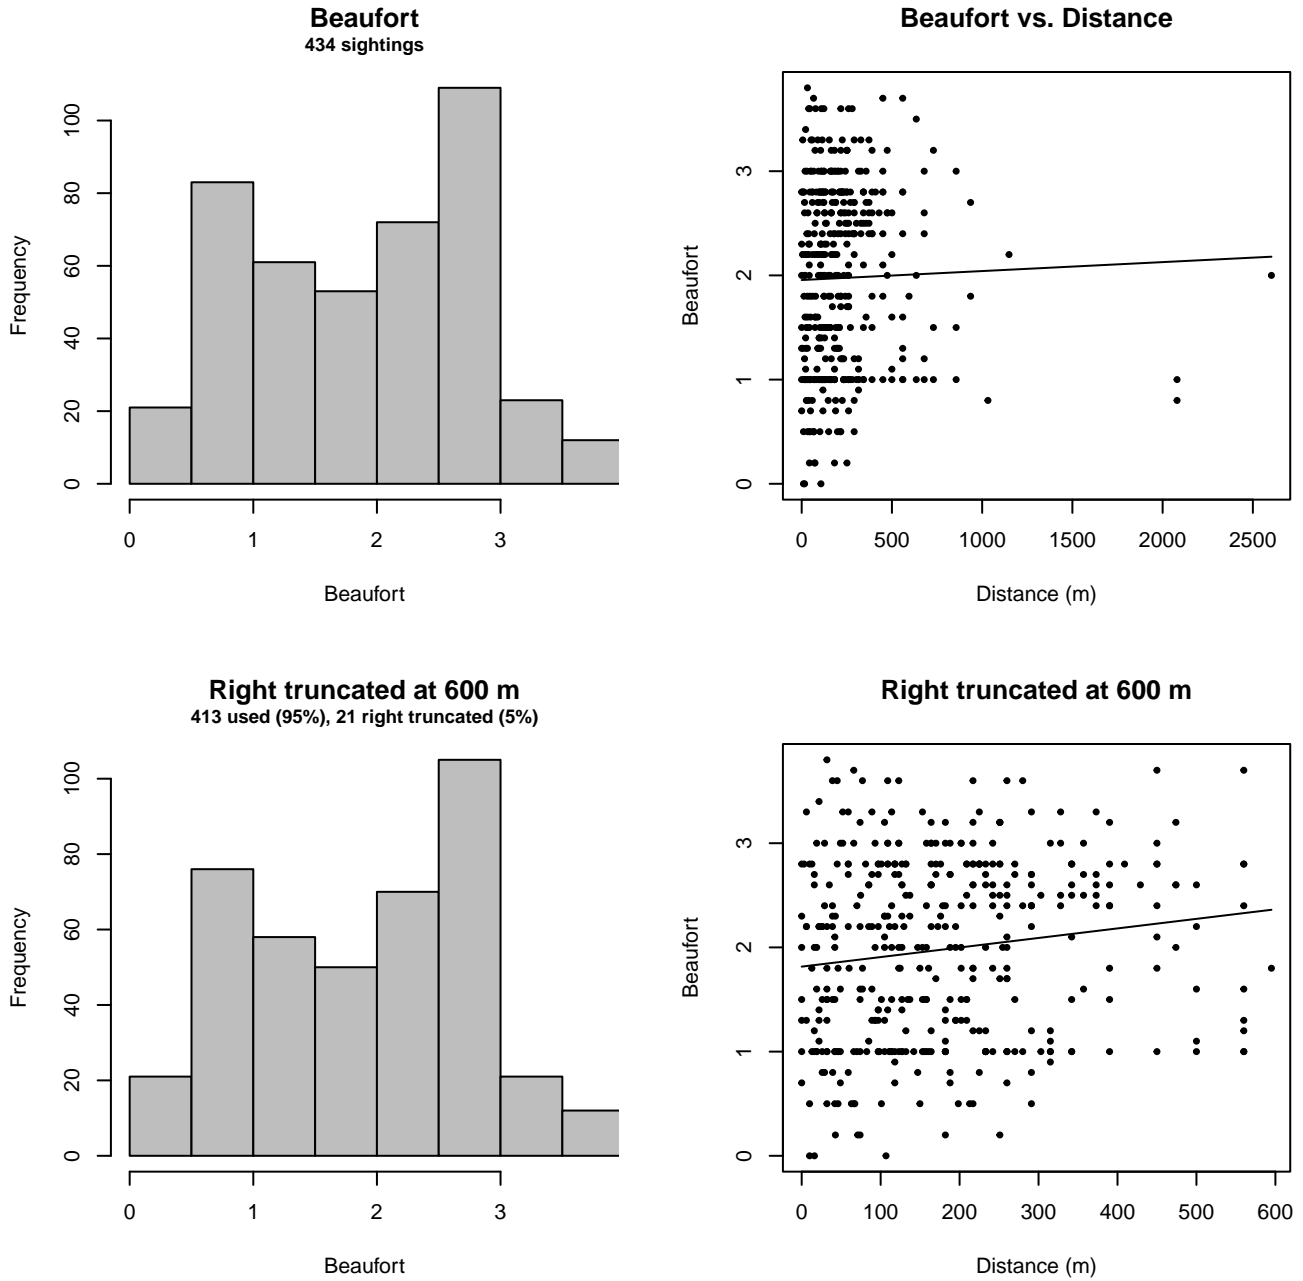 Beaufort
434 sightings
Frequency
0 20 40 60 80 100
0 1 2 3
Beaufort
Beaufort vs. Distance
Beaufort
0 1 2 3
0 500 1000 1500 2000 2500
Distance (m)
Right truncated at 600 m
413 used (95%), 21 right truncated (5%)
Frequency
0 20 40 60 80 100
0 1 2 3
Beaufort
Right truncated at 600 m
Beaufort
0 1 2 3
0 100 200 300 400 500 600
Distance (m)